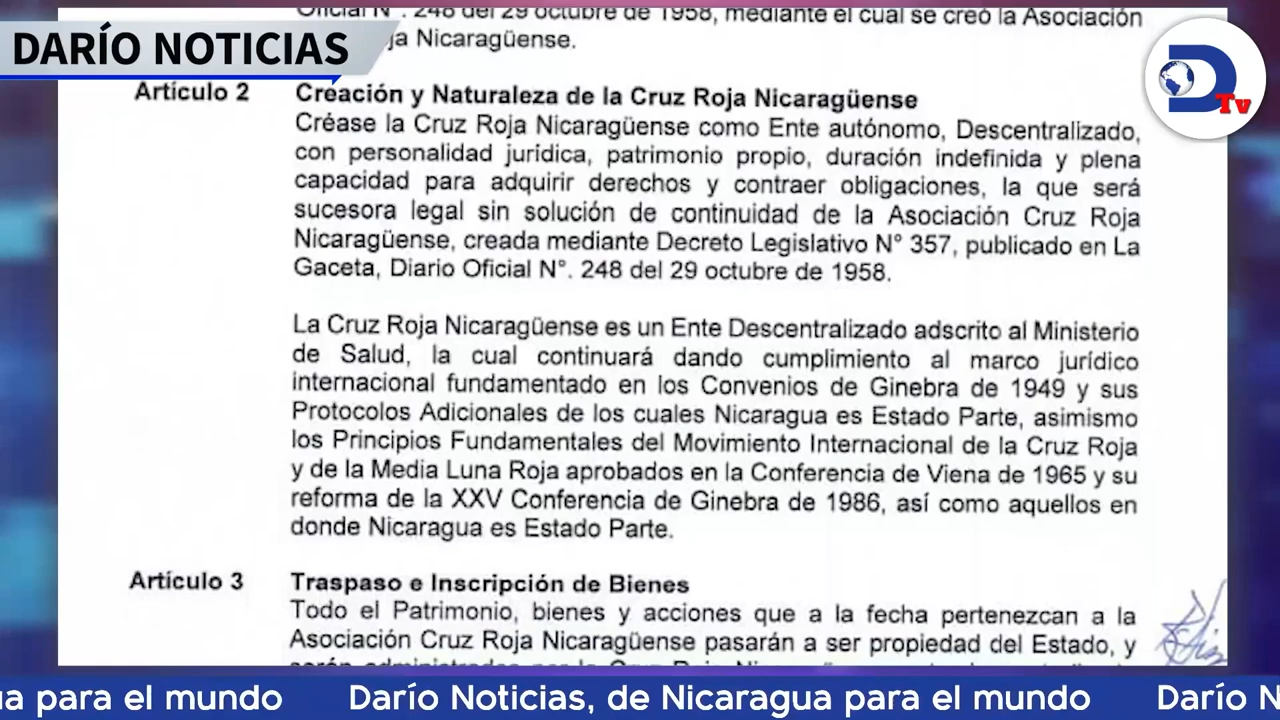 Oficial N°. 248 del 29 octubre de 1958, mediante el cual se creó la Asociación
DARÍO NOTICIAS
ja Nicaragüense.
D
Tv
Artículo 2
Creación y Naturaleza de la Cruz Roja Nicaragüense
Créase la Cruz Roja Nicaragüense como Ente autónomo, Descentralizado,
con personalidad juridica, patrimonio propio, duración indefinida y plena
capacidad para adquirir derechos y contraer obligaciones, la que será
sucesora legal sin solución de continuidad de la Asociación Cruz Roja
Nicaragüense, creada mediante Decreto Legislativo N° 357, publicado en La
Gaceta, Diario Oficial N°. 248 del 29 octubre de 1958.
La Cruz Roja Nicaragüense es un Ente Descentralizado adscrito al Ministerio
de Salud, la cual continuará dando cumplimiento al marco jurídico
internacional fundamentado en los Convenios de Ginebra de 1949 y sus
Protocolos Adicionales de los cuales Nicaragua es Estado Parte, asimismo
los Principios Fundamentales del Movimiento Internacional de la Cruz Roja
y de la Media Luna Roja aprobados en la Conferencia de Viena de 1965 y su
reforma de la XXV Conferencia de Ginebra de 1986, así como aquellos en
donde Nicaragua es Estado Parte.
Artículo 3
Traspaso e Inscripción de Bienes
Todo el Patrimonio, bienes y acciones que a la fecha pertenezcan a la
Asociación Cruz Roja Nicaragüense pasarán a ser propiedad del Estado, y
ua para el mundo Darío Noticias, de Nicaragua para el mundo Darío N